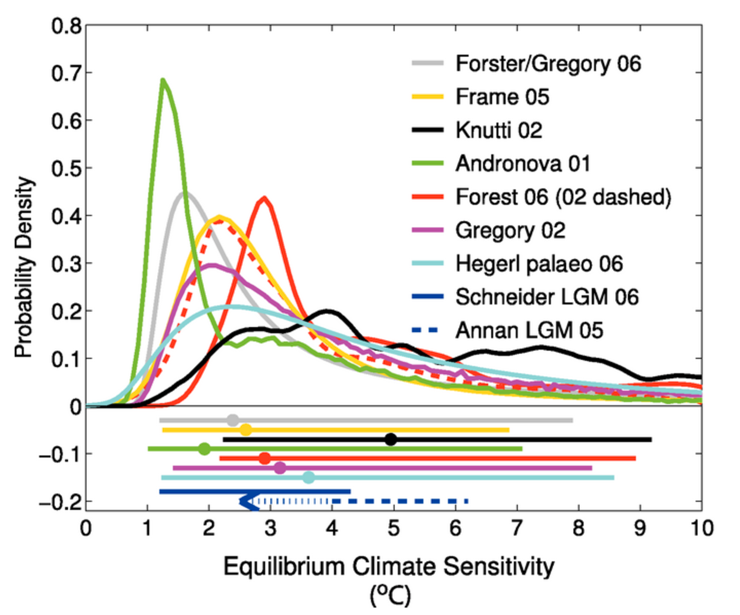 0.8
0.7
0.6
0.5
0.4
0.3
0.2
0.1
0
−0.1
−0.2
Probability Density
Forster/Gregory 06
Frame 05
Knutti 02
Andronova 01
Forest 06 (02 dashed)
Gregory 02
Hegerl palaeo 06
Schneider LGM 06
Annan LGM 05
0 1 2 3 4 5 6 7 8 9 10
Equilibrium Climate Sensitivity
(°C)